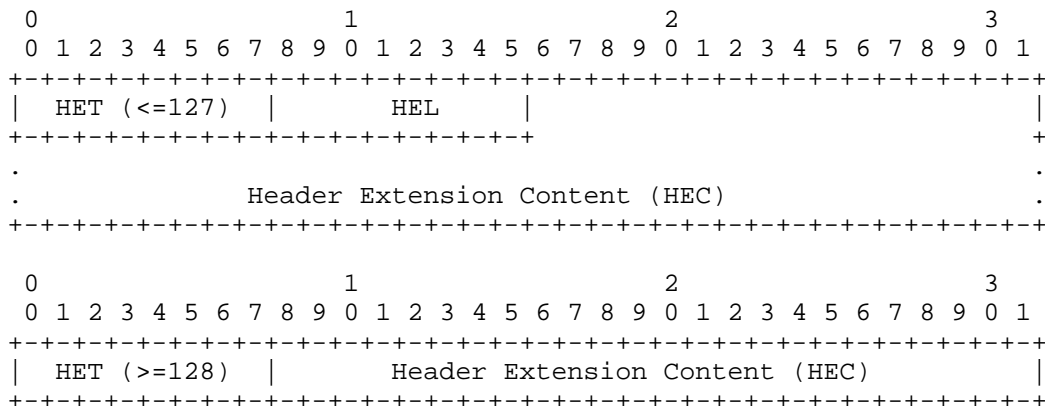 0                   1                   2                   3
 0 1 2 3 4 5 6 7 8 9 0 1 2 3 4 5 6 7 8 9 0 1 2 3 4 5 6 7 8 9 0 1
+-+-+-+-+-+-+-+-+-+-+-+-+-+-+-+-+-+-+-+-+-+-+-+-+-+-+-+-+-+-+-+-+
|  HET (<=127)  |       HEL     |                               |
+-+-+-+-+-+-+-+-+-+-+-+-+-+-+-+-+                               +
.                                                               .
.              Header Extension Content (HEC)                   .
+-+-+-+-+-+-+-+-+-+-+-+-+-+-+-+-+-+-+-+-+-+-+-+-+-+-+-+-+-+-+-+-+

 0                   1                   2                   3
 0 1 2 3 4 5 6 7 8 9 0 1 2 3 4 5 6 7 8 9 0 1 2 3 4 5 6 7 8 9 0 1
+-+-+-+-+-+-+-+-+-+-+-+-+-+-+-+-+-+-+-+-+-+-+-+-+-+-+-+-+-+-+-+-+
|  HET (>=128)  |       Header Extension Content (HEC)          |
+-+-+-+-+-+-+-+-+-+-+-+-+-+-+-+-+-+-+-+-+-+-+-+-+-+-+-+-+-+-+-+-+